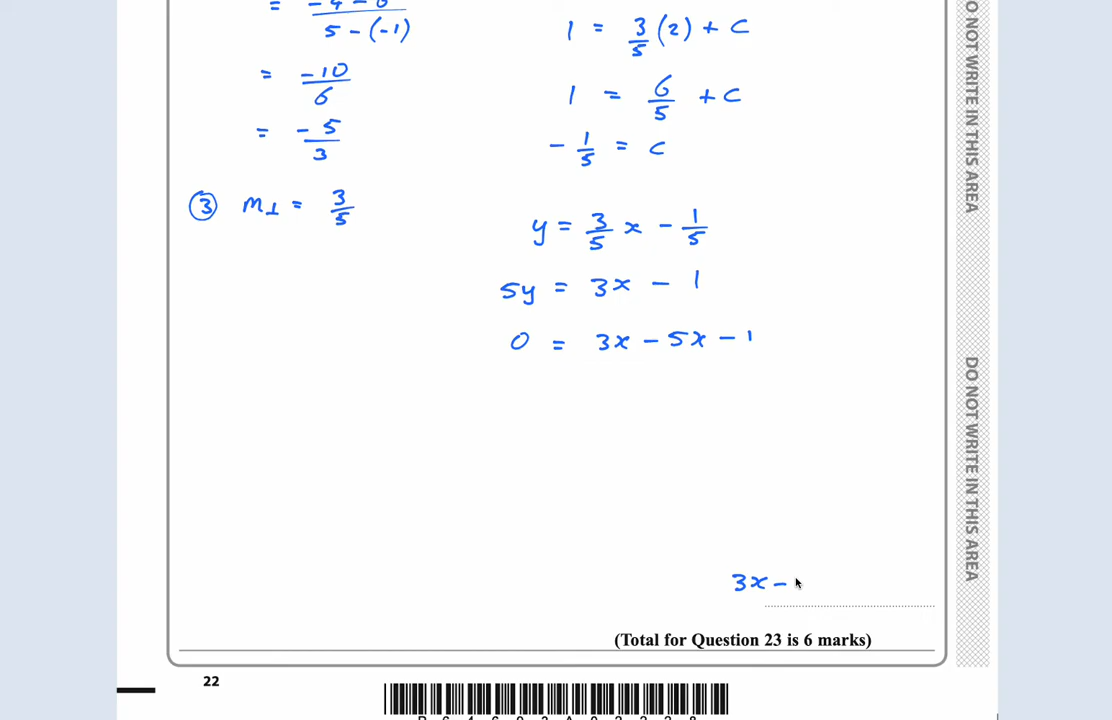 = -4 - 6 / 5 - (-1)
= -10/6
= -5/3
③ m⊥ = 3/5
1 = 3/5 (2) + c
1 = 6/5 + c
- 1/5 = c
y = 3/5 x - 1/5
5y = 3x - 1
0 = 3x - 5x - 1
3x -
(Total for Question 23 is 6 marks)
22
DO NOT WRITE IN THIS AREA
DO NOT WRITE IN THIS AREA